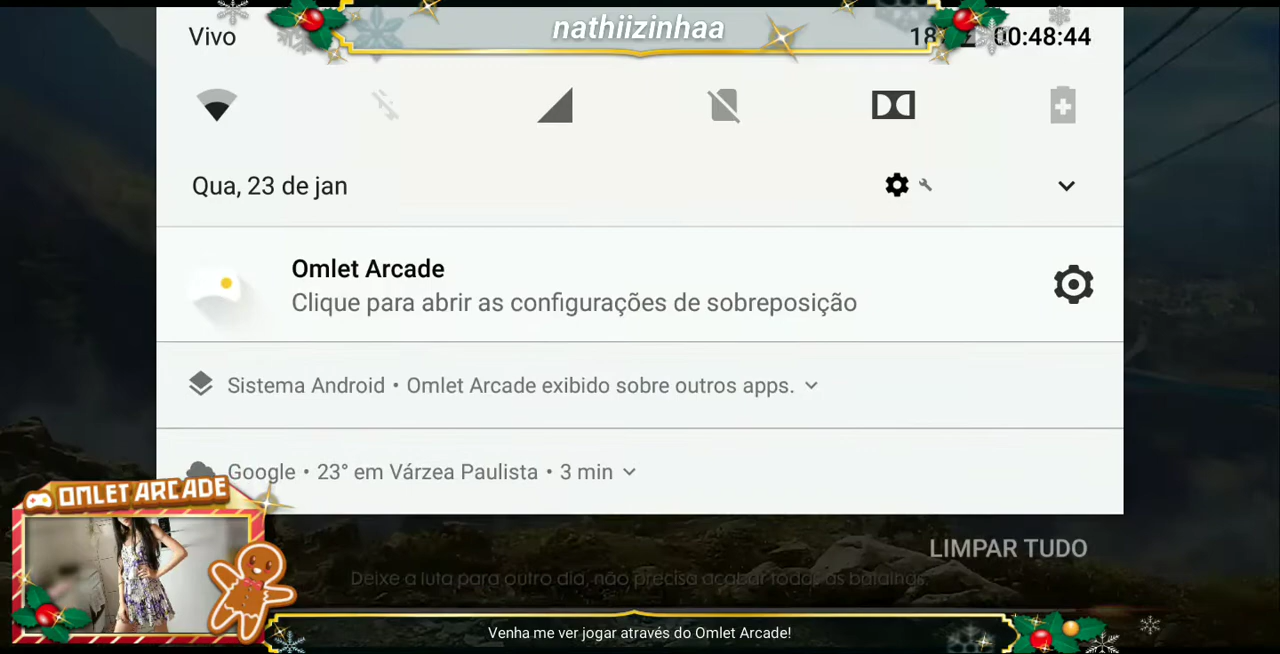 nathiizinhaa
Vivo
00:48:44
Qua, 23 de jan
Omlet Arcade
Clique para abrir as configurações de sobreposição
Sistema Android • Omlet Arcade exibido sobre outros apps.
Google • 23° em Várzea Paulista • 3 min
OMLET ARCADE
LIMPAR TUDO
Deixe a luta para outro dia, não precisa acabar todas as batalhas.
Venha me ver jogar através do Omlet Arcade!